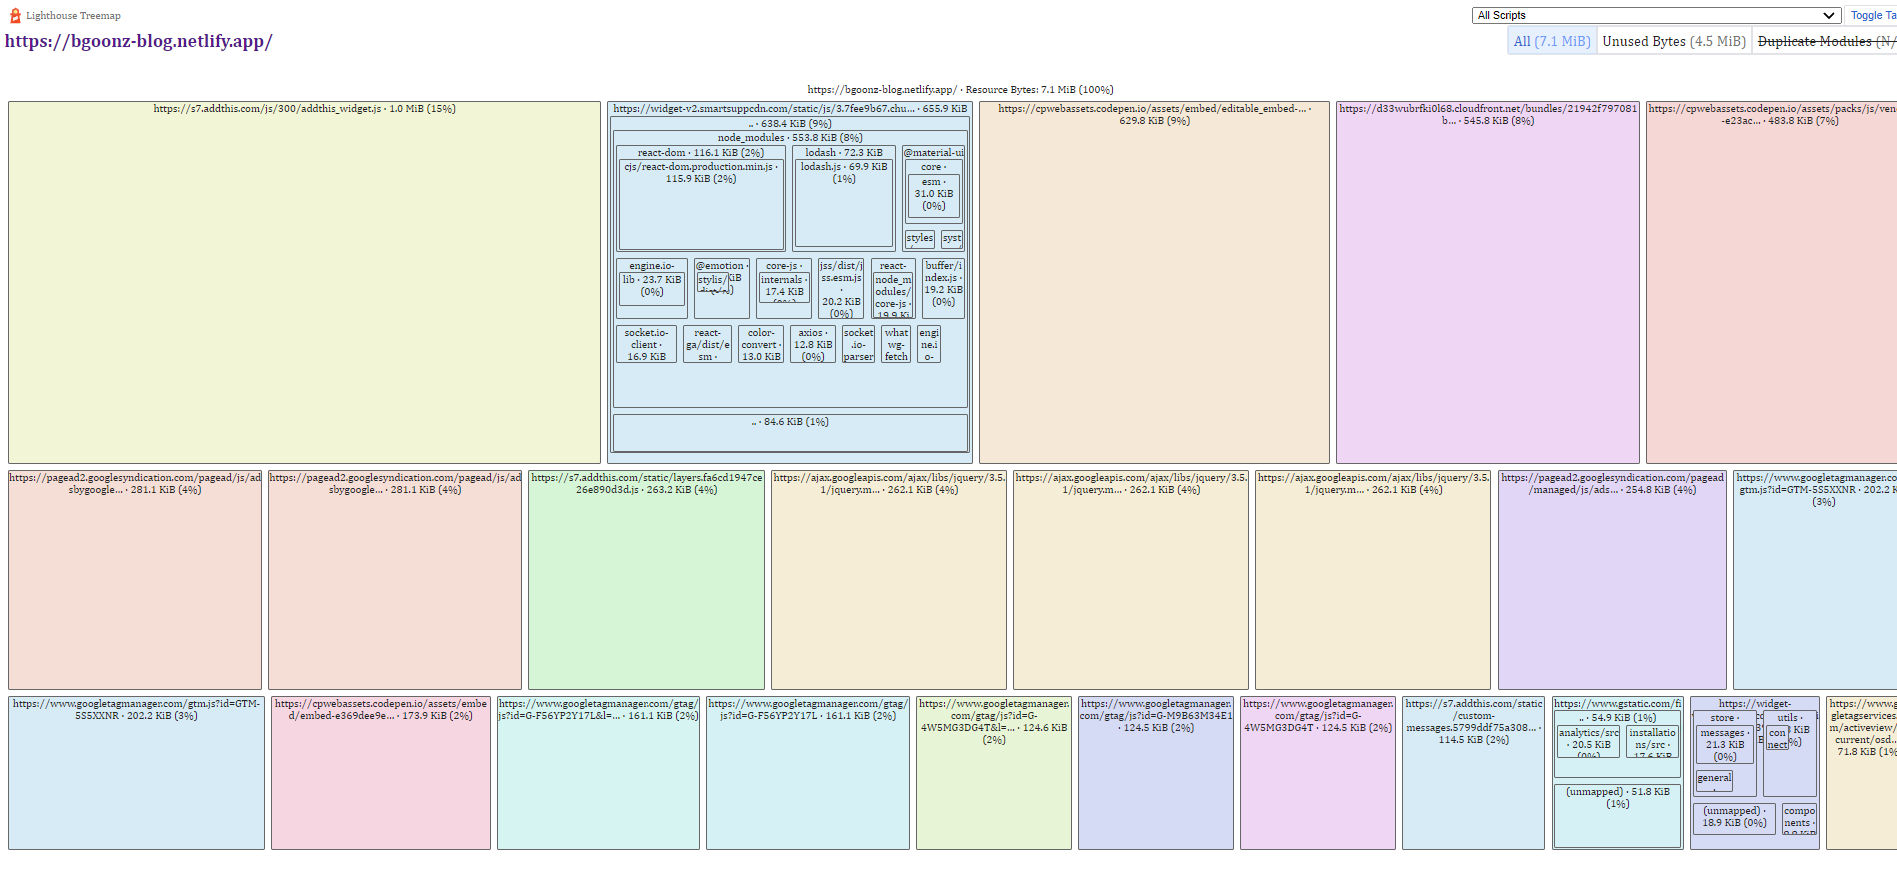 Lighthouse Treemap
All Scripts
Toggle Ta
https://bgoonz-blog.netlify.app/
All (7.1 MiB)
Unused Bytes (4.5 MiB)
Duplicate Modules (N/
https://bgoonz-blog.netlify.app/ · Resource Bytes: 7.1 MiB (100%)
https://s7.addthis.com/js/300/addthis_widget.js · 1.0 MiB (15%)
https://widget-v2.smartsuppcdn.com/static/js/3.7fee9b67.chu... · 655.9 KiB
.. · 638.4 KiB (9%)
node_modules · 553.8 KiB (8%)
react-dom · 116.1 KiB (2%)
cjs/react-dom.production.min.js ·
115.9 KiB (2%)
lodash · 72.3 KiB
lodash.js · 69.9 KiB
(1%)
@material-ui
core ·
esm ·
31.0 KiB
(0%)
styles
syst
engine.io-
lib · 23.7 KiB
(0%)
@emotion ·
stylis/
core-js ·
internals ·
17.4 KiB
(0%)
jss/dist/j
ss.esm.js
·
20.2 KiB
(0%)
react-
node_m
odules/
core-js ·
19.9 Ki
buffer/i
ndex.js ·
19.2 KiB
(0%)
socket.io-
client ·
16.9 KiB
react-
ga/dist/e
sm ·
color-
convert ·
13.0 KiB
axios ·
12.8 KiB
(0%)
socket
.io-
parser
what
wg-
fetch
engi
ne.i
o-
.. · 84.6 KiB (1%)
https://cpwebassets.codepen.io/assets/embed/editable_embed-... ·
629.8 KiB (9%)
https://d33wubrfki0l68.cloudfront.net/bundles/21942f797081
b... · 545.8 KiB (8%)
https://cpwebassets.codepen.io/assets/packs/js/ven
-e23ac... · 483.8 KiB (7%)
https://pagead2.googlesyndication.com/pagead/js/ad
sbygoogle... · 281.1 KiB (4%)
https://pagead2.googlesyndication.com/pagead/js/ad
sbygoogle... · 281.1 KiB (4%)
https://s7.addthis.com/static/layers.fa6cd1947ce
26e890d3d.js · 263.2 KiB (4%)
https://ajax.googleapis.com/ajax/libs/jquery/3.5.
1/jquery.m... · 262.1 KiB (4%)
https://ajax.googleapis.com/ajax/libs/jquery/3.5.
1/jquery.m... · 262.1 KiB (4%)
https://ajax.googleapis.com/ajax/libs/jquery/3.5.
1/jquery.m... · 262.1 KiB (4%)
https://pagead2.googlesyndication.com/pagead
/managed/js/ads... · 254.8 KiB (4%)
https://www.googletagmanager.co
gtm.js?id=GTM-5S5XXNR · 202.2 K
(3%)
https://www.googletagmanager.com/gtm.js?id=GTM-
5S5XXNR · 202.2 KiB (3%)
https://cpwebassets.codepen.io/assets/embe
d/embed-e369dee9e... · 173.9 KiB (2%)
https://www.googletagmanager.com/gtag/
js?id=G-F56YP2Y17L&l=... · 161.1 KiB (2%)
https://www.googletagmanager.com/gtag/
js?id=G-F56YP2Y17L · 161.1 KiB (2%)
https://www.googletagmanager.
com/gtag/js?id=G-
4W5MG3DG4T&l=... · 124.6 KiB
(2%)
https://www.googletagmanager.
com/gtag/js?id=G-M9B63M34E1
· 124.5 KiB (2%)
https://www.googletagmanager.
com/gtag/js?id=G-
4W5MG3DG4T · 124.5 KiB (2%)
https://s7.addthis.com/static
/custom-
messages.5799ddf75a308... ·
114.5 KiB (2%)
https://www.gstatic.com/fi
.. · 54.9 KiB (1%)
analytics/src
· 20.5 KiB
(0%)
installatio
ns/src ·
17.6 KiB
(unmapped) · 51.8 KiB
(1%)
https://widget-
store ·
messages ·
21.3 KiB
(0%)
general
utils ·
con
nect
(unmapped) ·
18.9 KiB (0%)
compo
nents ·
https://www.g
gletagservices.
m/activeview/
current/osd...
71.8 KiB (1%